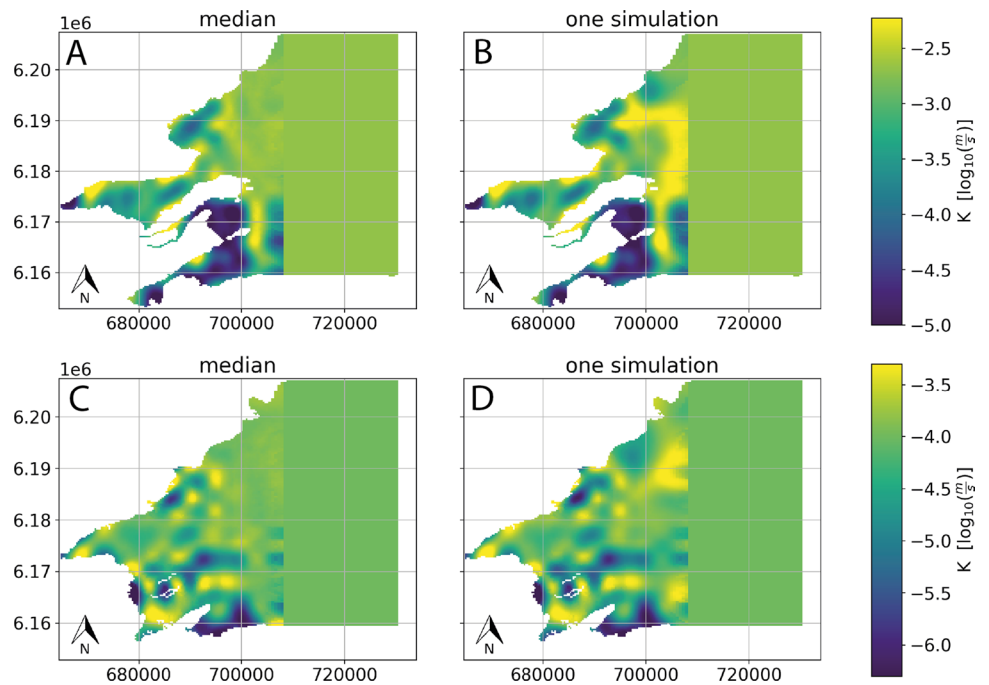 median
one simulation
1e6
A
B
6.20
6.19
6.18
6.17
6.16
N
N
680000
700000
720000
680000
700000
720000
−2.5
−3.0
−3.5
−4.0
−4.5
−5.0
K [log10(m/s)]
median
one simulation
1e6
C
D
6.20
6.19
6.18
6.17
6.16
N
N
680000
700000
720000
680000
700000
720000
−3.5
−4.0
−4.5
−5.0
−5.5
−6.0
K [log10(m/s)]